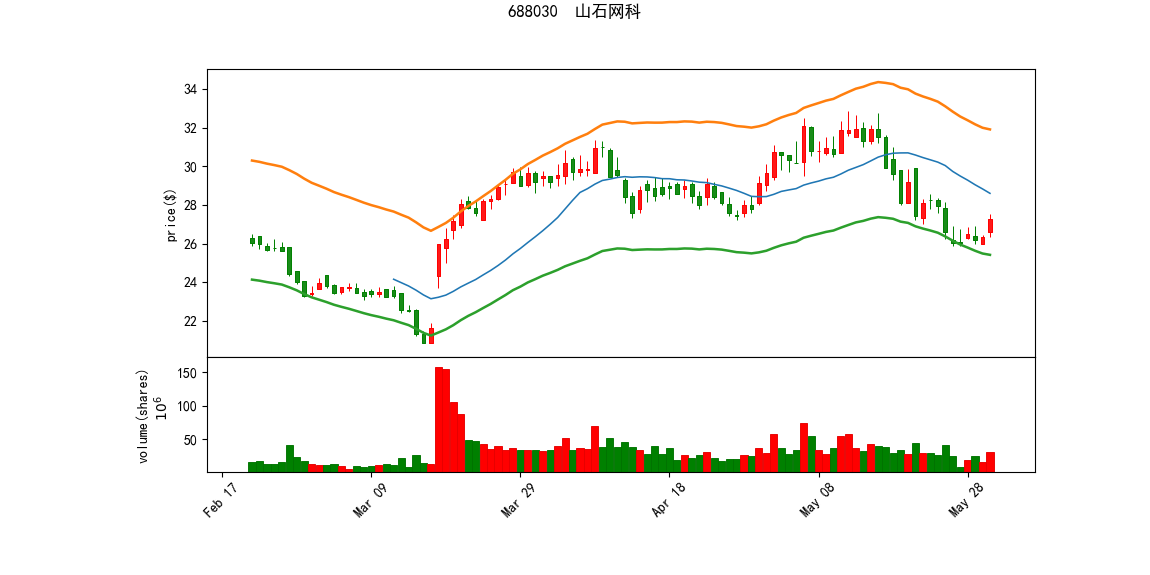 688030  山石网科
price($)
34
32
30
28
26
24
22
volume(shares)
10^6
150
100
50
Feb 17
Mar 09
Mar 29
Apr 18
May 08
May 28